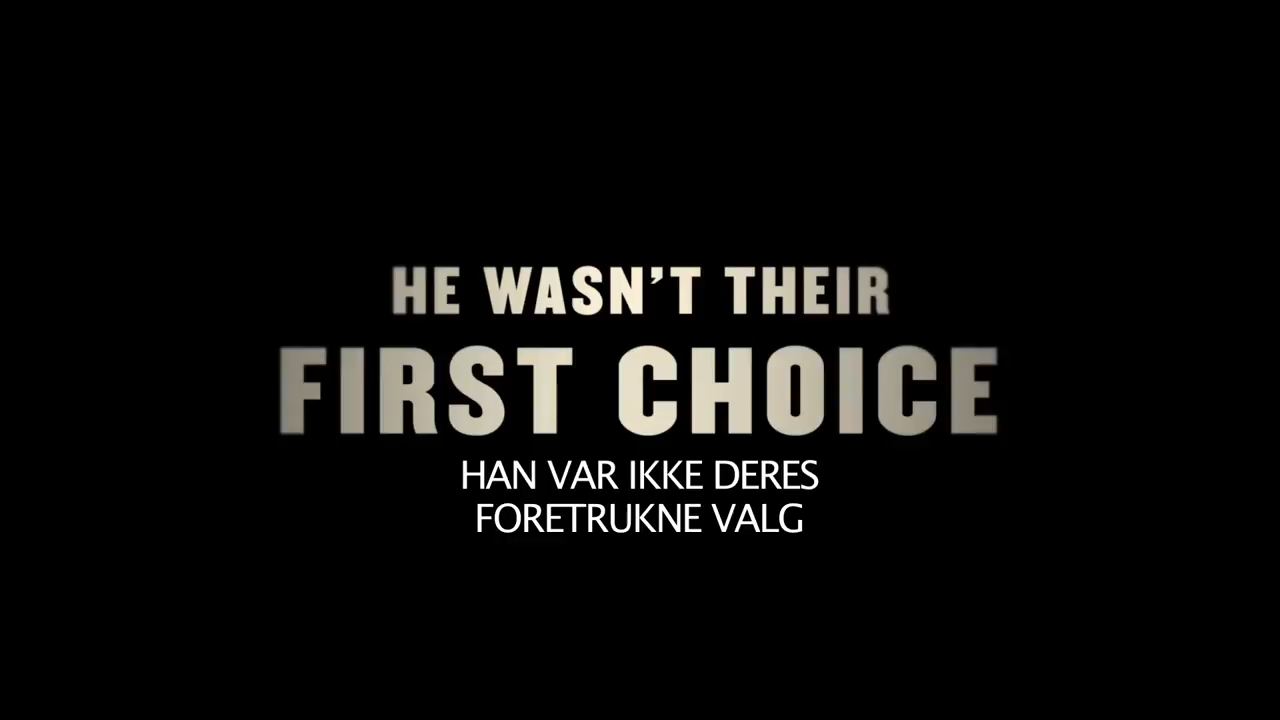 HE WASN'T THEIR
FIRST CHOICE
HAN VAR IKKE DERES
FORETRUKNE VALG